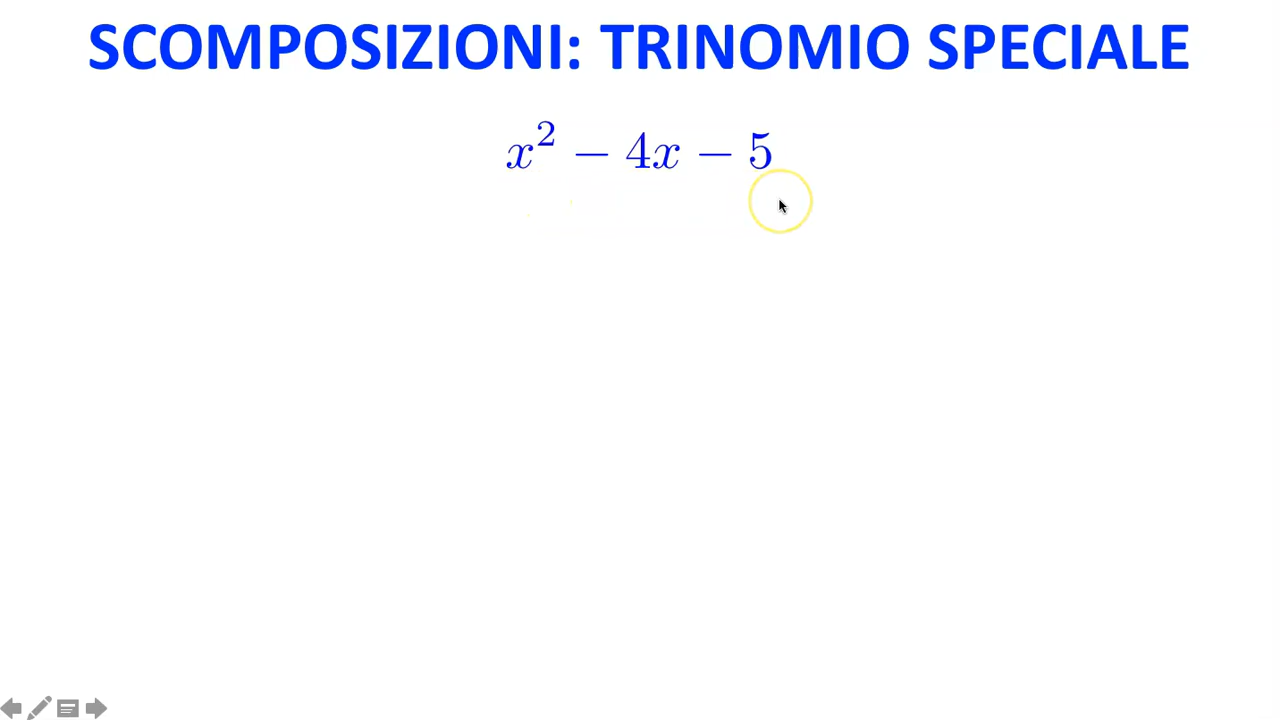 SCOMPOSIZIONI: TRINOMIO SPECIALE
x² − 4x − 5